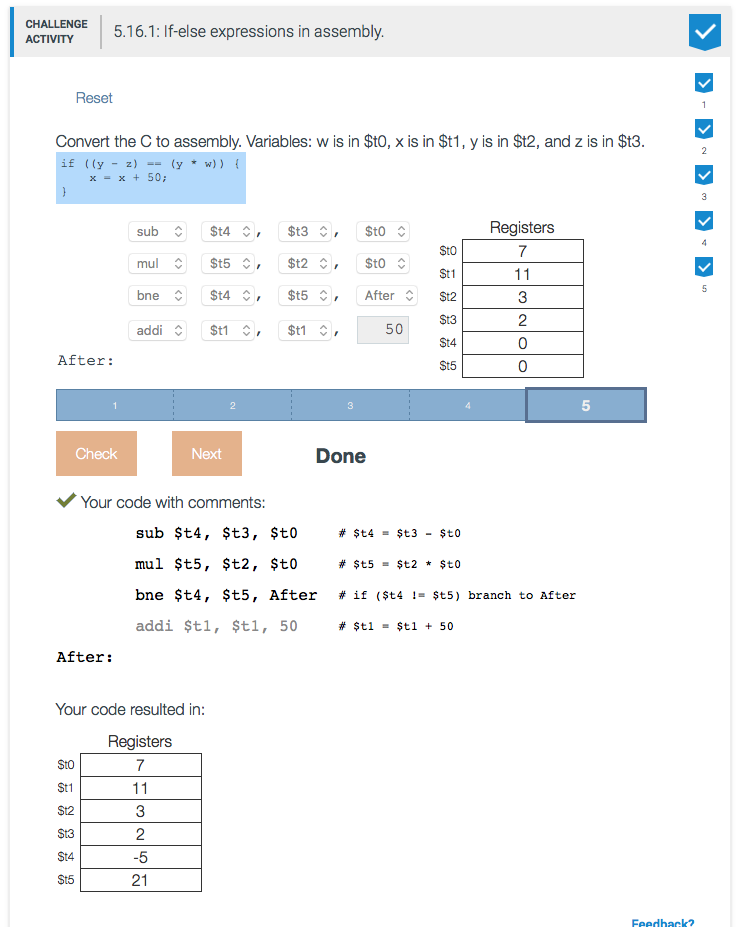 CHALLENGE
ACTIVITY
5.16.1: If-else expressions in assembly.
Reset
1
2
3
4
5
Convert the C to assembly. Variables: w is in $t0, x is in $t1, y is in $t2, and z is in $t3.
if ((y - z) == (y * w)) {
x = x + 50;
}
sub $t4 , $t3 , $t0
mul $t5 , $t2 , $t0
bne $t4 , $t5 , After
addi $t1 , $t1 , 50
After:
Registers
$t0 7
$t1 11
$t2 3
$t3 2
$t4 0
$t5 0
1 2 3 4 5
Check Next Done
Your code with comments:
sub $t4, $t3, $t0 # $t4 = $t3 - $t0
mul $t5, $t2, $t0 # $t5 = $t2 * $t0
bne $t4, $t5, After # if ($t4 != $t5) branch to After
addi $t1, $t1, 50 # $t1 = $t1 + 50
After:
Your code resulted in:
Registers
$t0 7
$t1 11
$t2 3
$t3 2
$t4 -5
$t5 21
Feedback?